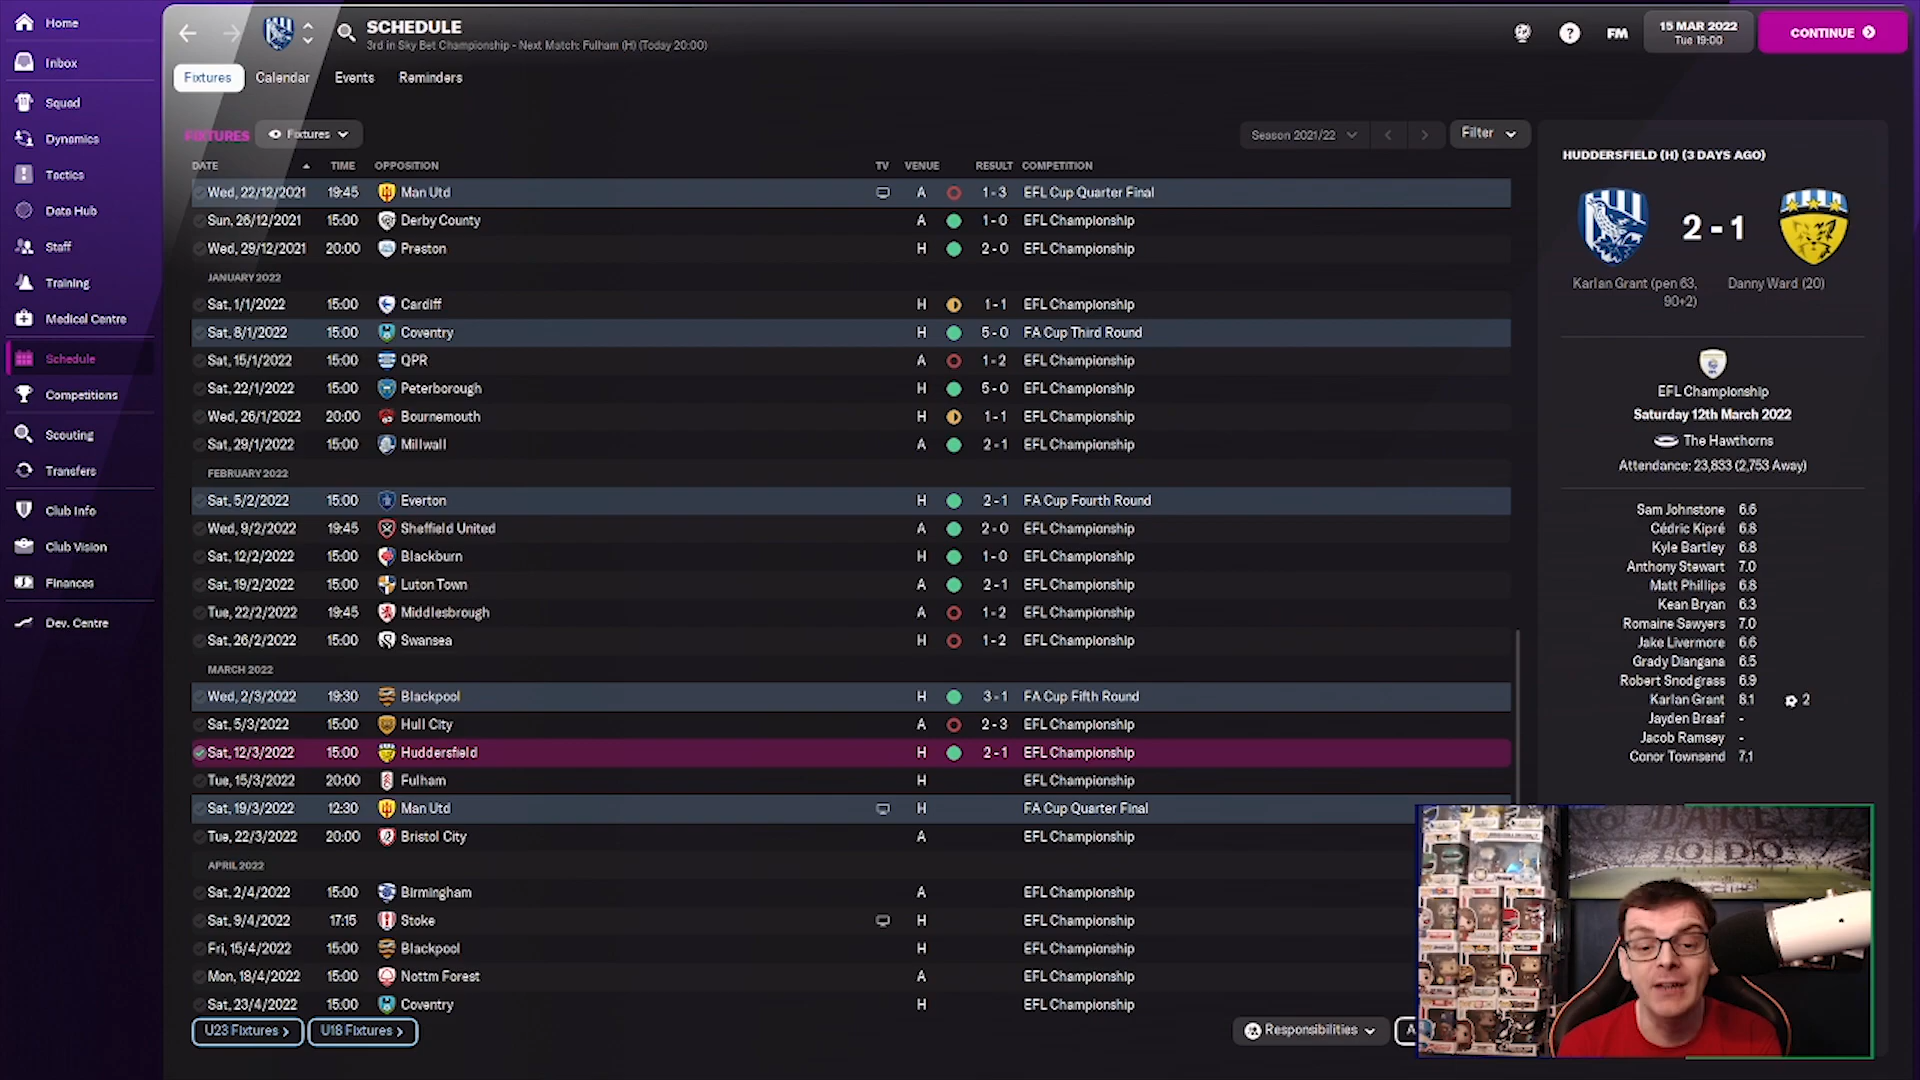 Home
Inbox
Squad
Dynamics
Tactics
Data Hub
Staff
Training
Medical Centre
Schedule
Competitions
Scouting
Transfers
Club Info
Club Vision
Finances
Dev. Centre
SCHEDULE
3rd in Sky Bet Championship - Next Match: Fulham (H) (Today 20:00)
FM
15 MAR 2022
Tue 19:00
CONTINUE
Fixtures Calendar Events Reminders
FIXTURES Fixtures
Season 2021/22 Filter
DATE TIME OPPOSITION TV VENUE RESULT COMPETITION
Wed, 22/12/2021 19:45 Man Utd A 1-3 EFL Cup Quarter Final
Sun, 26/12/2021 15:00 Derby County A 1-0 EFL Championship
Wed, 29/12/2021 20:00 Preston H 2-0 EFL Championship
JANUARY 2022
Sat, 1/1/2022 15:00 Cardiff H 1-1 EFL Championship
Sat, 8/1/2022 15:00 Coventry H 5-0 FA Cup Third Round
Sat, 15/1/2022 15:00 QPR A 1-2 EFL Championship
Sat, 22/1/2022 15:00 Peterborough H 5-0 EFL Championship
Wed, 26/1/2022 20:00 Bournemouth H 1-1 EFL Championship
Sat, 29/1/2022 15:00 Millwall A 2-1 EFL Championship
FEBRUARY 2022
Sat, 5/2/2022 15:00 Everton H 2-1 FA Cup Fourth Round
Wed, 9/2/2022 19:45 Sheffield United A 2-0 EFL Championship
Sat, 12/2/2022 15:00 Blackburn H 1-0 EFL Championship
Sat, 19/2/2022 15:00 Luton Town A 2-1 EFL Championship
Tue, 22/2/2022 19:45 Middlesbrough A 1-2 EFL Championship
Sat, 26/2/2022 15:00 Swansea H 1-2 EFL Championship
MARCH 2022
Wed, 2/3/2022 19:30 Blackpool H 3-1 FA Cup Fifth Round
Sat, 5/3/2022 15:00 Hull City A 2-3 EFL Championship
Sat, 12/3/2022 15:00 Huddersfield H 2-1 EFL Championship
Tue, 15/3/2022 20:00 Fulham H EFL Championship
Sat, 19/3/2022 12:30 Man Utd H FA Cup Quarter Final
Tue, 22/3/2022 20:00 Bristol City A EFL Championship
APRIL 2022
Sat, 2/4/2022 15:00 Birmingham A EFL Championship
Sat, 9/4/2022 17:15 Stoke H EFL Championship
Fri, 15/4/2022 15:00 Blackpool H EFL Championship
Mon, 18/4/2022 15:00 Nottm Forest A EFL Championship
Sat, 23/4/2022 15:00 Coventry H EFL Championship
U23 Fixtures > U18 Fixtures >
Responsibilities
HUDDERSFIELD (H) (3 DAYS AGO)
2 - 1
Karlan Grant (pen 63, 90+2)
Danny Ward (20)
EFL Championship
Saturday 12th March 2022
The Hawthorns
Attendance: 23,833 (2,753 Away)
Sam Johnstone 6.6
Cédric Kipré 6.8
Kyle Bartley 6.8
Anthony Stewart 7.0
Matt Phillips 6.8
Kean Bryan 6.3
Romaine Sawyers 7.0
Jake Livermore 6.6
Grady Diangana 6.5
Robert Snodgrass 6.9
Karlan Grant 8.1 2
Jayden Braaf -
Jacob Ramsey -
Conor Townsend 7.1
DARE
TO DO